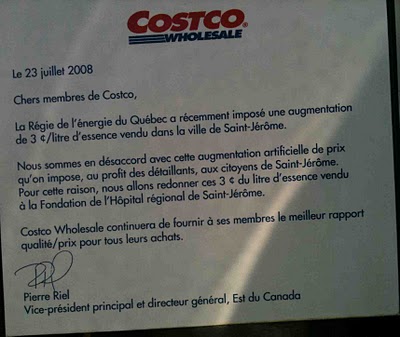 COSTCO
WHOLESALE
Le 23 juillet 2008
Chers membres de Costco,
La Régie de l'énergie du Québec a récemment imposé une augmentation
de 3 ¢/litre d'essence vendu dans la ville de Saint-Jérôme.
Nous sommes en désaccord avec cette augmentation artificielle de prix
qu'on impose, au profit des détaillants, aux citoyens de Saint-Jérôme.
Pour cette raison, nous allons redonner ces 3 ¢ du litre d'essence vendu
à la Fondation de l'Hôpital régional de Saint-Jérôme.
Costco Wholesale continuera de fournir à ses membres le meilleur rapport
qualité/prix pour tous leurs achats.
Pierre Riel
Vice-président principal et directeur général, Est du Canada